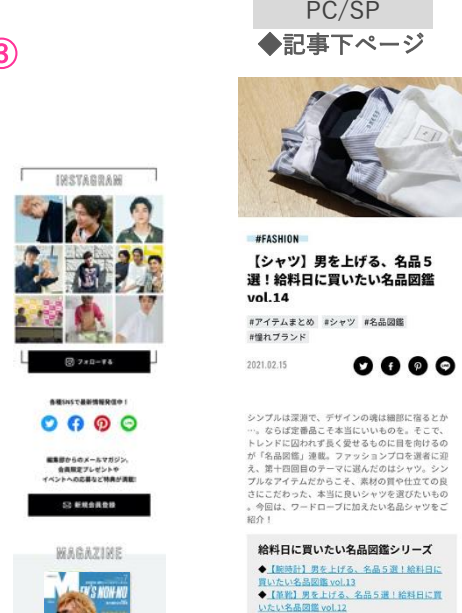 PC/SP
◆記事下ページ
③
INSTAGRAM
フォローする
各種SNSで最新情報発信中！
編集部からのメールマガジン、
会員限定プレゼントや
イベントへの応募など特典が満載！
新規会員登録
MAGAZINE
MEN'S NON-NO
#FASHION
【シャツ】男を上げる、名品５
選！給料日に買いたい名品図鑑
vol.14
#アイテムまとめ #シャツ #名品図鑑
#憧れブランド
2021.02.15
シンプルは深淵で、デザインの魂は細部に宿るとか
…。ならば定番品こそ本当にいいものを。そこで、
トレンドに囚われず長く愛せるものに目を向けるの
が「名品図鑑」連載。ファッションプロを選者に迎
え、第十四回目のテーマに選んだのはシャツ。シン
プルなアイテムだからこそ、素材の質や仕立ての良
さにこだわった、本当に良いシャツを選びたいもの
。今回は、ワードローブに加えたい名品シャツをご
紹介！
給料日に買いたい名品図鑑シリーズ
◆【腕時計】男を上げる、名品５選！給料日に
買いたい名品図鑑 vol.13
◆【革靴】男を上げる、名品５選！給料日に買
いたい名品図鑑 vol.12